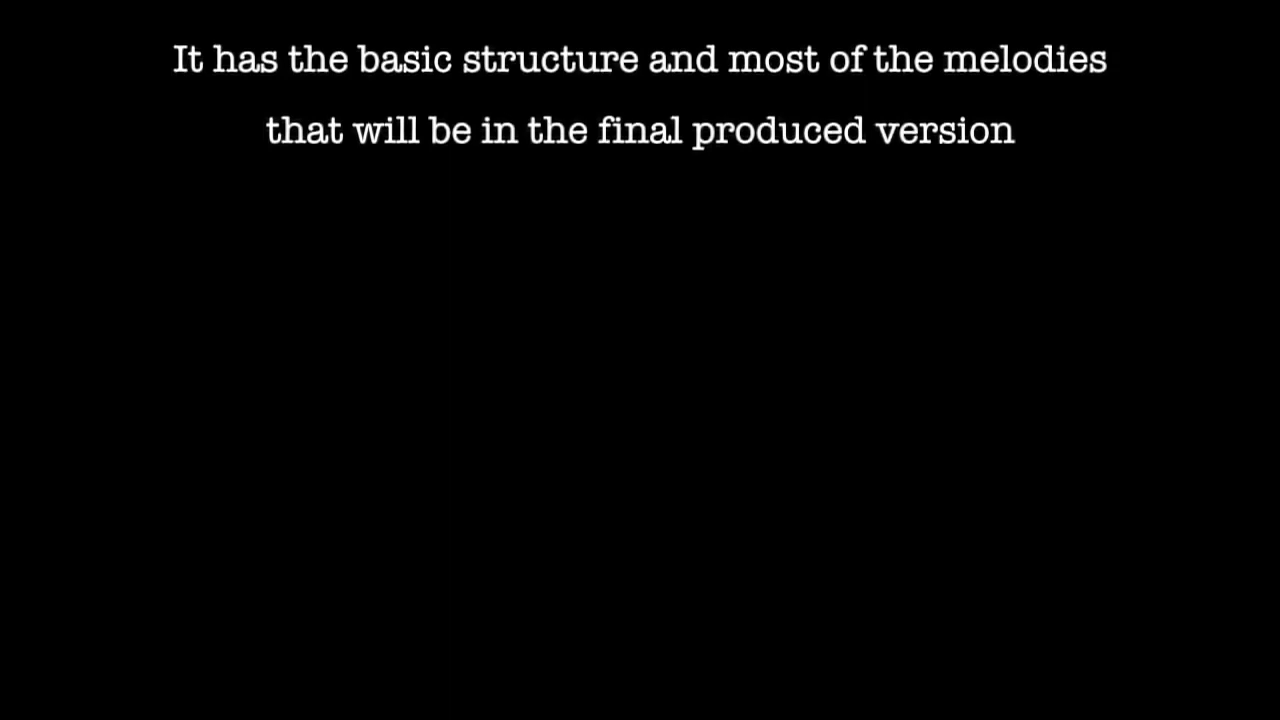 It has the basic structure and most of the melodies
that will be in the final produced version